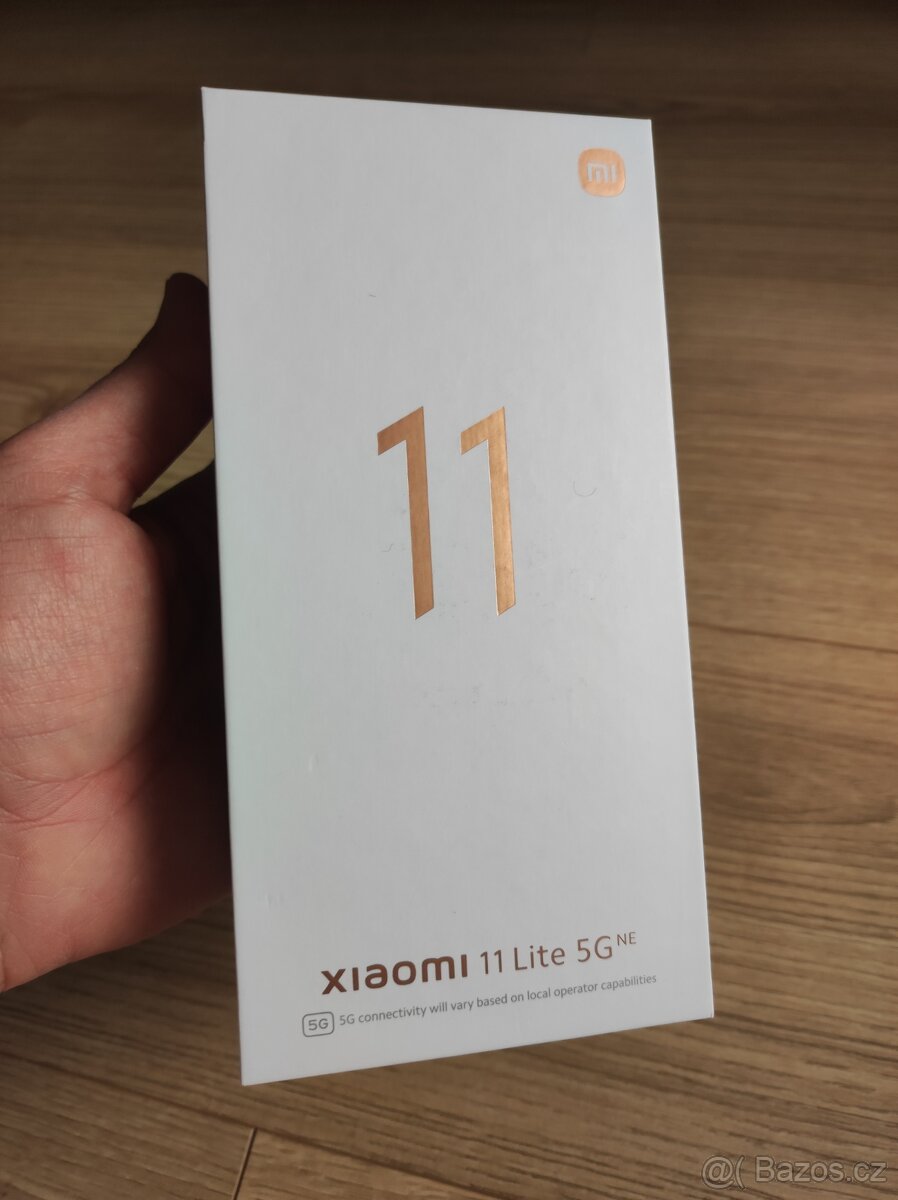 mi
11
xiaomi 11 Lite 5G NE
5G 5G connectivity will vary based on local operator capabilities
@( Bazos.cz